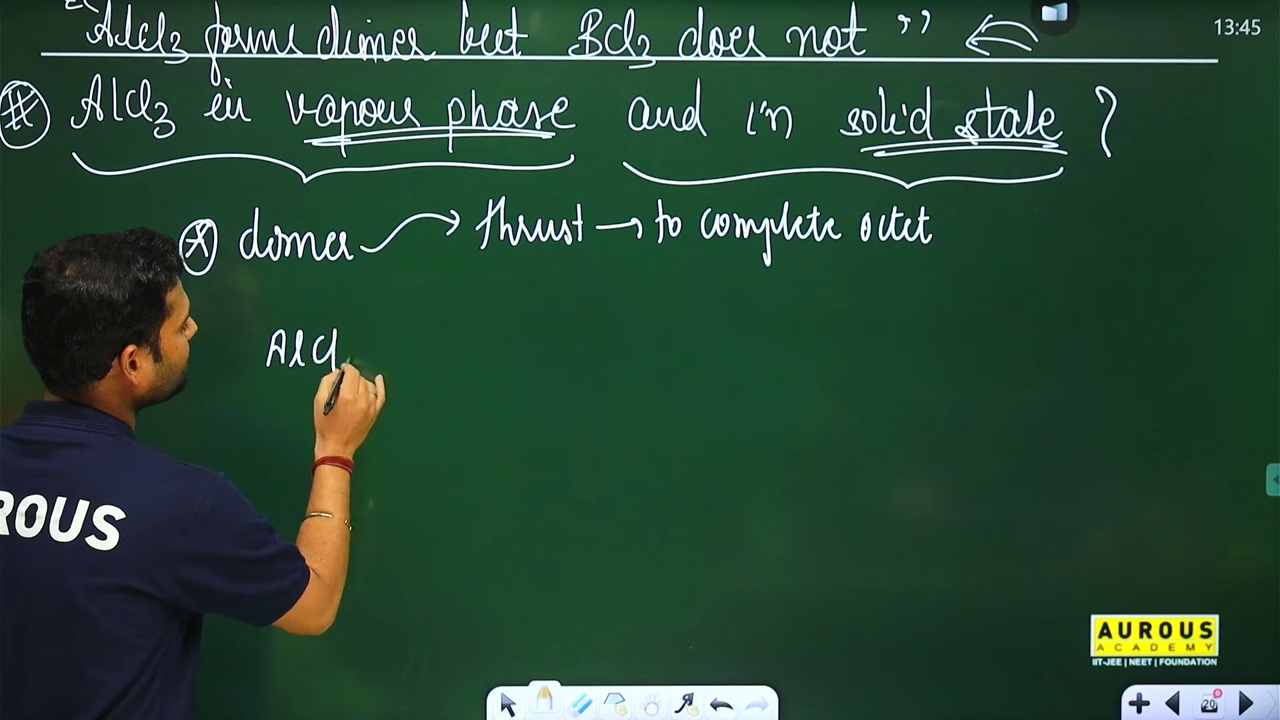 "AlCl3 forms dimer but BCl3 does not"
13:45
# AlCl3 in vapour phase and in solid state ?
dimer → thrust → to complete octet
AlCl
ROUS
AUROUS
ACADEMY
IIT-JEE | NEET | FOUNDATION
20